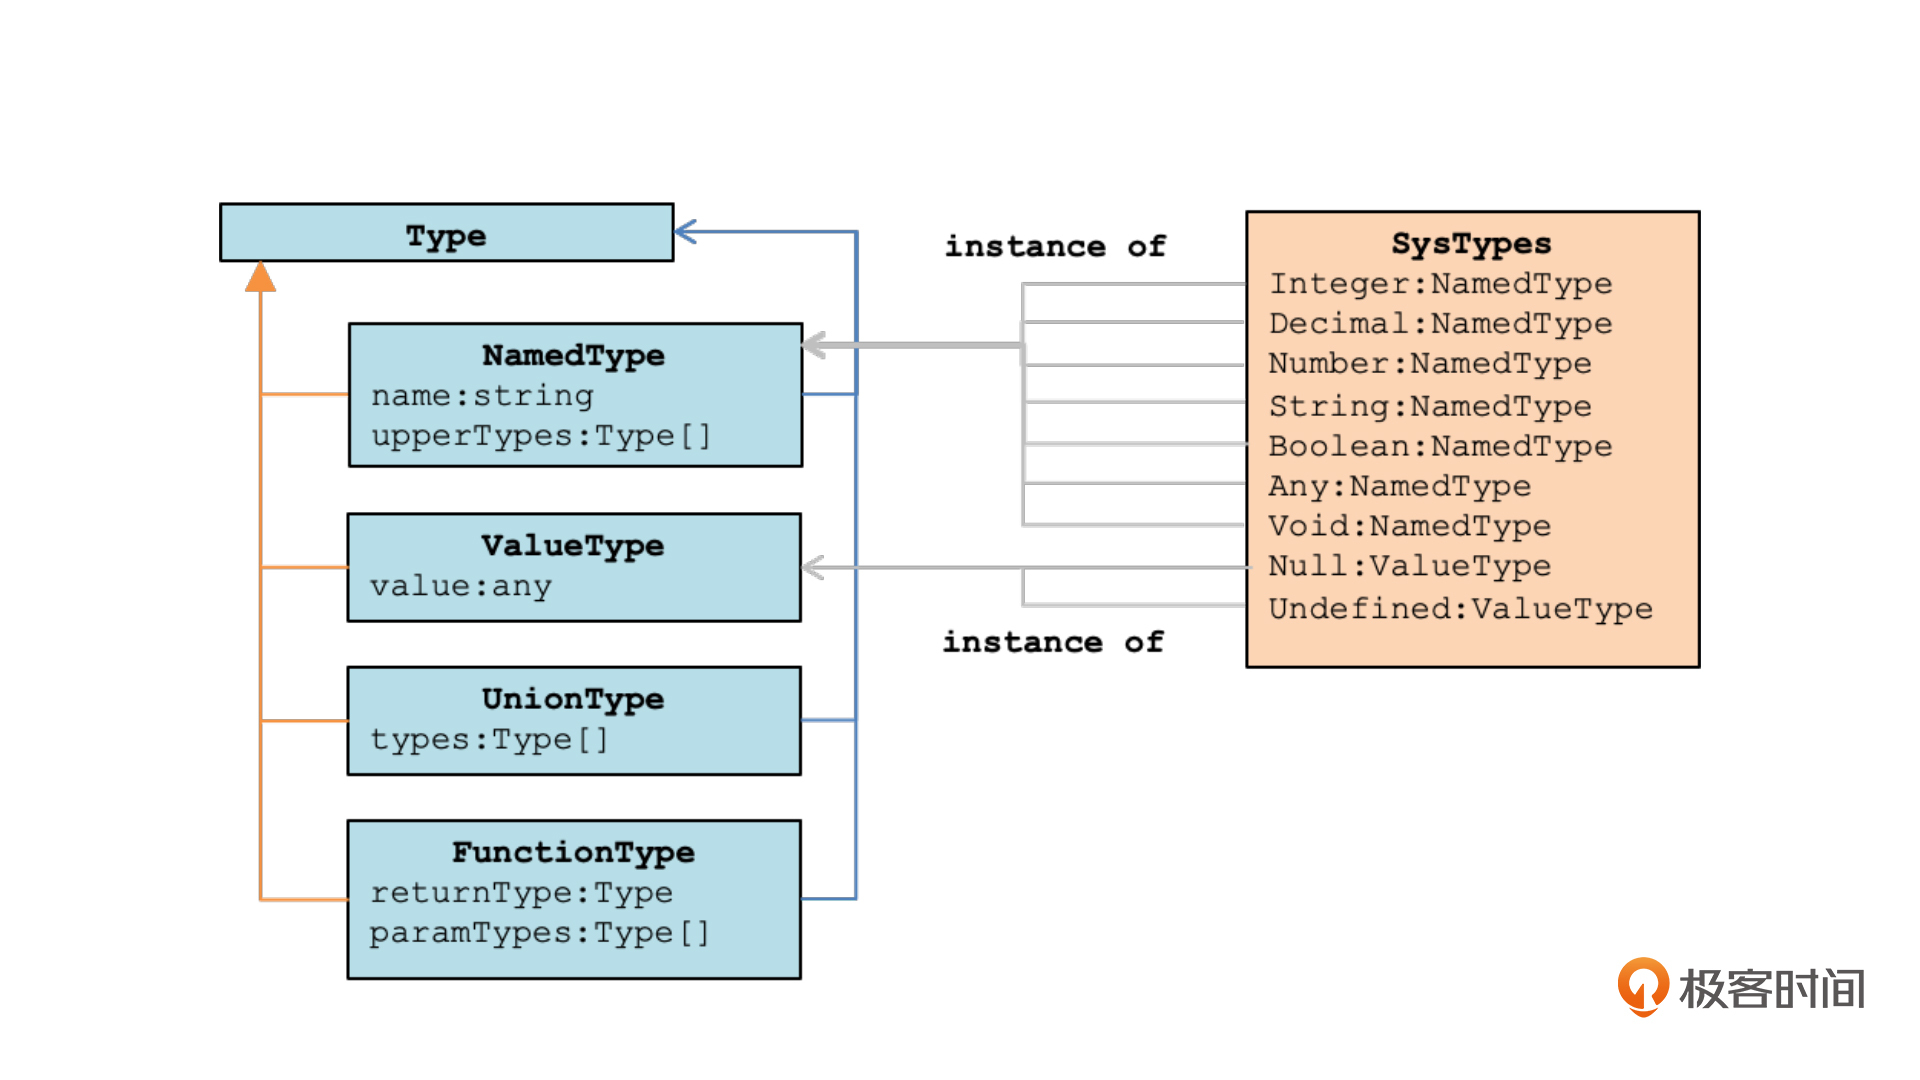 Type
NamedType
name:string
upperTypes:Type[]
ValueType
value:any
UnionType
types:Type[]
FunctionType
returnType:Type
paramTypes:Type[]
instance of
instance of
SysTypes
Integer:NamedType
Decimal:NamedType
Number:NamedType
String:NamedType
Boolean:NamedType
Any:NamedType
Void:NamedType
Null:ValueType
Undefined:ValueType
极客时间